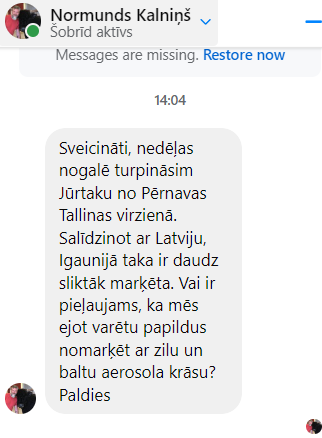 Normunds Kalniņš
Šobrīd aktīvs
Messages are missing. Restore now
14:04
Sveicināti, nedēļas
nogalē turpināsim
Jūrtaku no Pērnavas
Tallinas virzienā.
Salīdzinot ar Latviju,
Igaunijā taka ir daudz
sliktāk marķēta. Vai ir
pieļaujams, ka mēs
ejot varētu papildus
nomarķēt ar zilu un
baltu aerosola krāsu?
Paldies